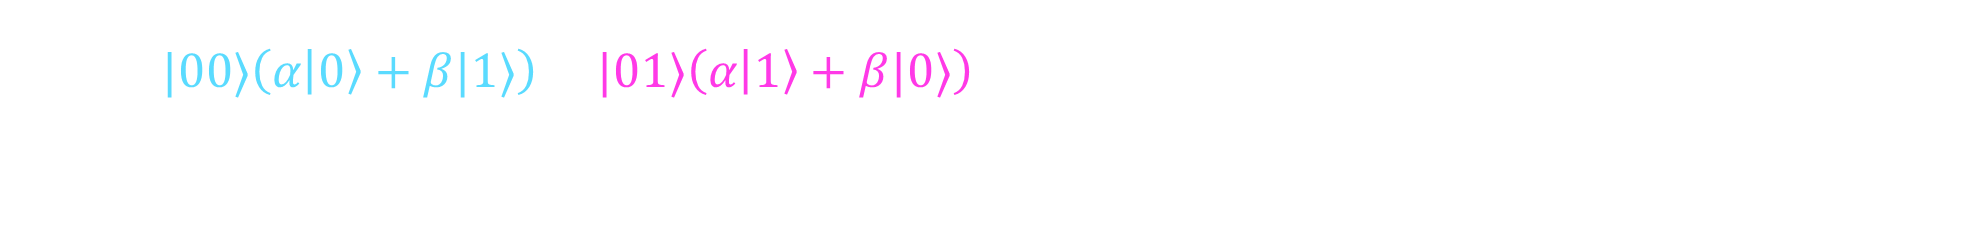 |00⟩(α|0⟩ + β|1⟩) |01⟩(α|1⟩ + β|0⟩)